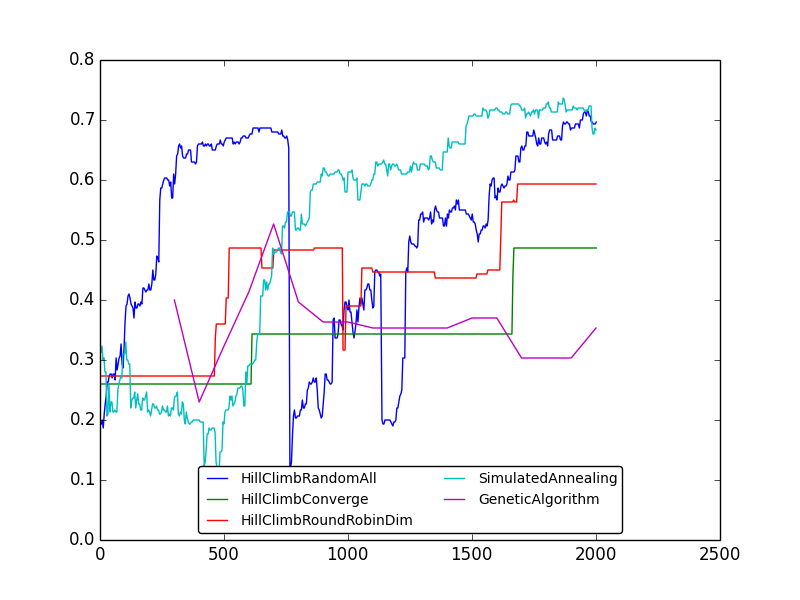 0.8
0.7
0.6
0.5
0.4
0.3
0.2
0.1
0.0
HillClimbRandomAll
HillClimbConverge
HillClimbRoundRobinDim
SimulatedAnnealing
GeneticAlgorithm
0 500 1000 1500 2000 2500